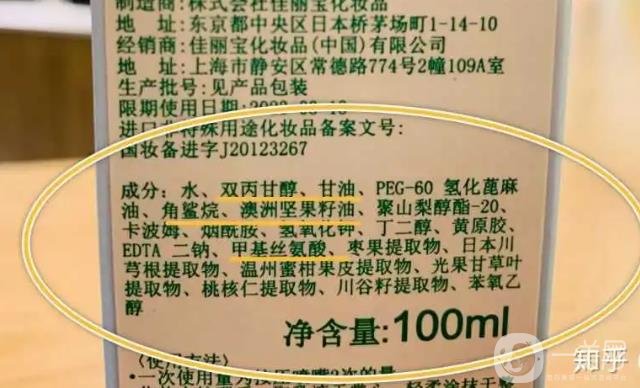 制造商:株式会社佳丽宝化妆品
地  址:东京都中央区日本桥茅场町1-14-10
经销商:佳丽宝化妆品(中国)有限公司
地  址:上海市静安区常德路774号2幢109A室
生产批号:见产品包装
限期使用日期:
进口非特殊用途化妆品备案文号:
国妆备进字J20123267
成分:水、双丙甘醇、甘油、PEG-60 氢化蓖麻
油、角鲨烷、澳洲坚果籽油、聚山梨醇酯-20、
卡波姆、烟酰胺、氢氧化钾、丁二醇、黄原胶、
EDTA 二钠、甲基丝氨酸、枣果提取物、日本川
芎根提取物、温州蜜柑果皮提取物、光果甘草叶
提取物、桃核仁提取物、川谷籽提取物、苯氧乙
醇
净含量:100ml
〈使用方法〉
知乎